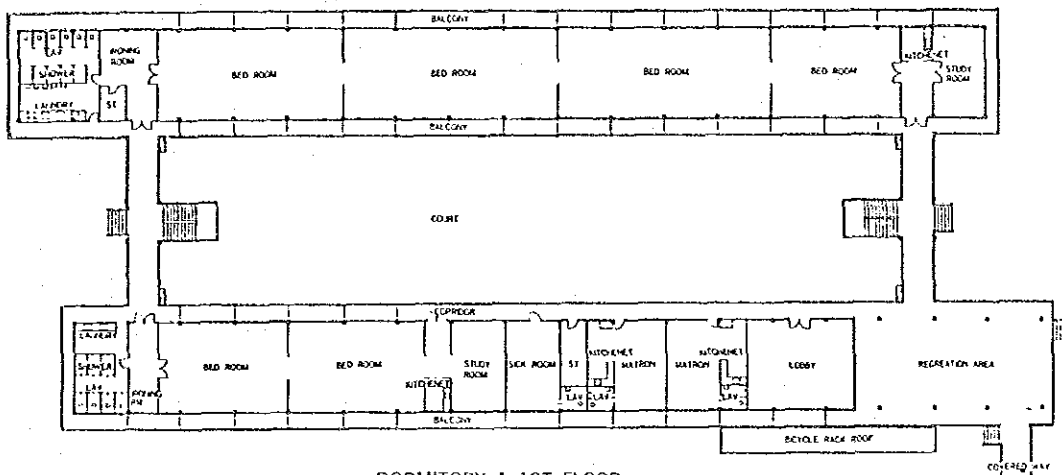 BALCONY
LAV
IRONING
ROOM
SHOWER
LAUNDRY
ST
BED ROOM
BED ROOM
BED ROOM
BED ROOM
KITCHENET
STUDY
ROOM
BALCONY
COURT
CORRIDOR
LAUNDRY
SHOWER
LAV
IRONING
RM
BED ROOM
BED ROOM
KITCHENET
STUDY
ROOM
SICK ROOM
ST
KITCHENET
MATRON
LAV
LAV
MATRON
KITCHENET
LAV
LOBBY
RECREATION AREA
BALCONY
BICYCLE RACK ROOF
COVERED WAY
DORMITORY A 1ST FLOOR